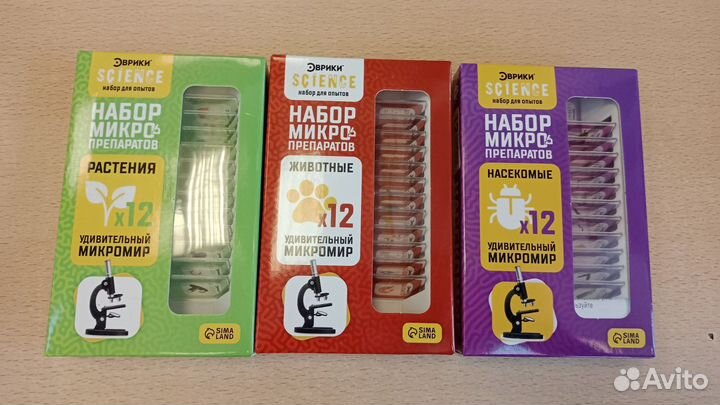 ЭВРИКИ
SCIENCE
набор для опытов
НАБОР
МИКРО
ПРЕПАРАТОВ
РАСТЕНИЯ
x12
УДИВИТЕЛЬНЫЙ
МИКРОМИР
SIMA
LAND
ЭВРИКИ
SCIENCE
набор для опытов
НАБОР
МИКРО
ПРЕПАРАТОВ
ЖИВОТНЫЕ
x12
УДИВИТЕЛЬНЫЙ
МИКРОМИР
SIMA
LAND
ЭВРИКИ
SCIENCE
набор для опытов
НАБОР
МИКРО
ПРЕПАРАТОВ
НАСЕКОМЫЕ
x12
УДИВИТЕЛЬНЫЙ
МИКРОМИР
SIMA
LAND
Avito